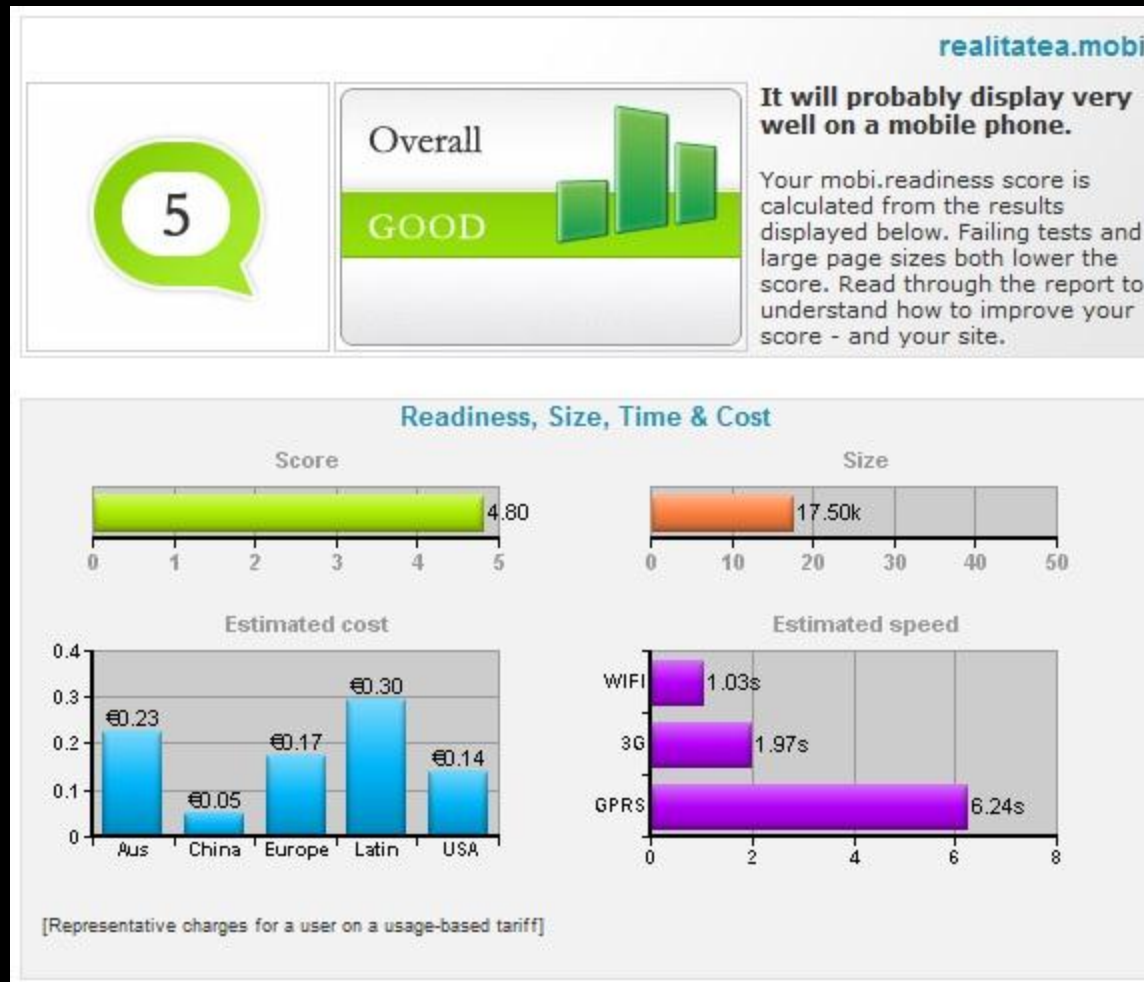 realitatea.mobi
5
Overall
GOOD
It will probably display very
well on a mobile phone.
Your mobi.readiness score is
calculated from the results
displayed below. Failing tests and
large page sizes both lower the
score. Read through the report to
understand how to improve your
score - and your site.
Readiness, Size, Time & Cost
Score
4.80
0 1 2 3 4 5
Size
17.50k
0 10 20 30 40 50
Estimated cost
0.4
0.3
0.2
0.1
0
€0.23
€0.05
€0.17
€0.30
€0.14
Aus China Europe Latin USA
Estimated speed
WIFI 1.03s
3G 1.97s
GPRS 6.24s
0 2 4 6 8
[Representative charges for a user on a usage-based tariff]